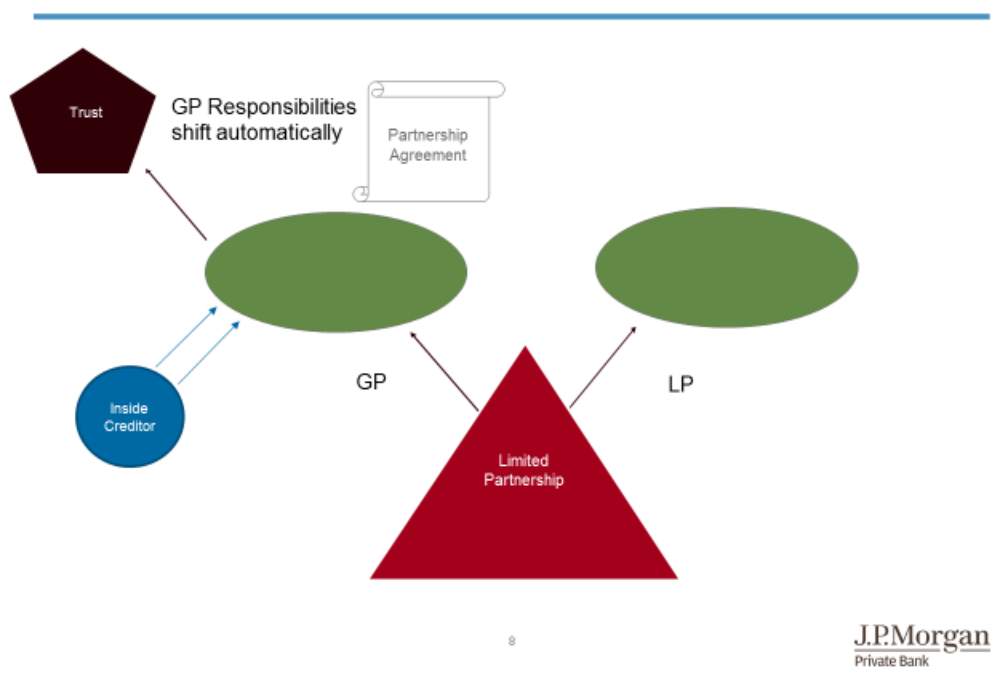 Trust
GP Responsibilities
shift automatically
Partnership
Agreement
GP
LP
Inside
Creditor
Limited
Partnership
8
J.P.Morgan
Private Bank